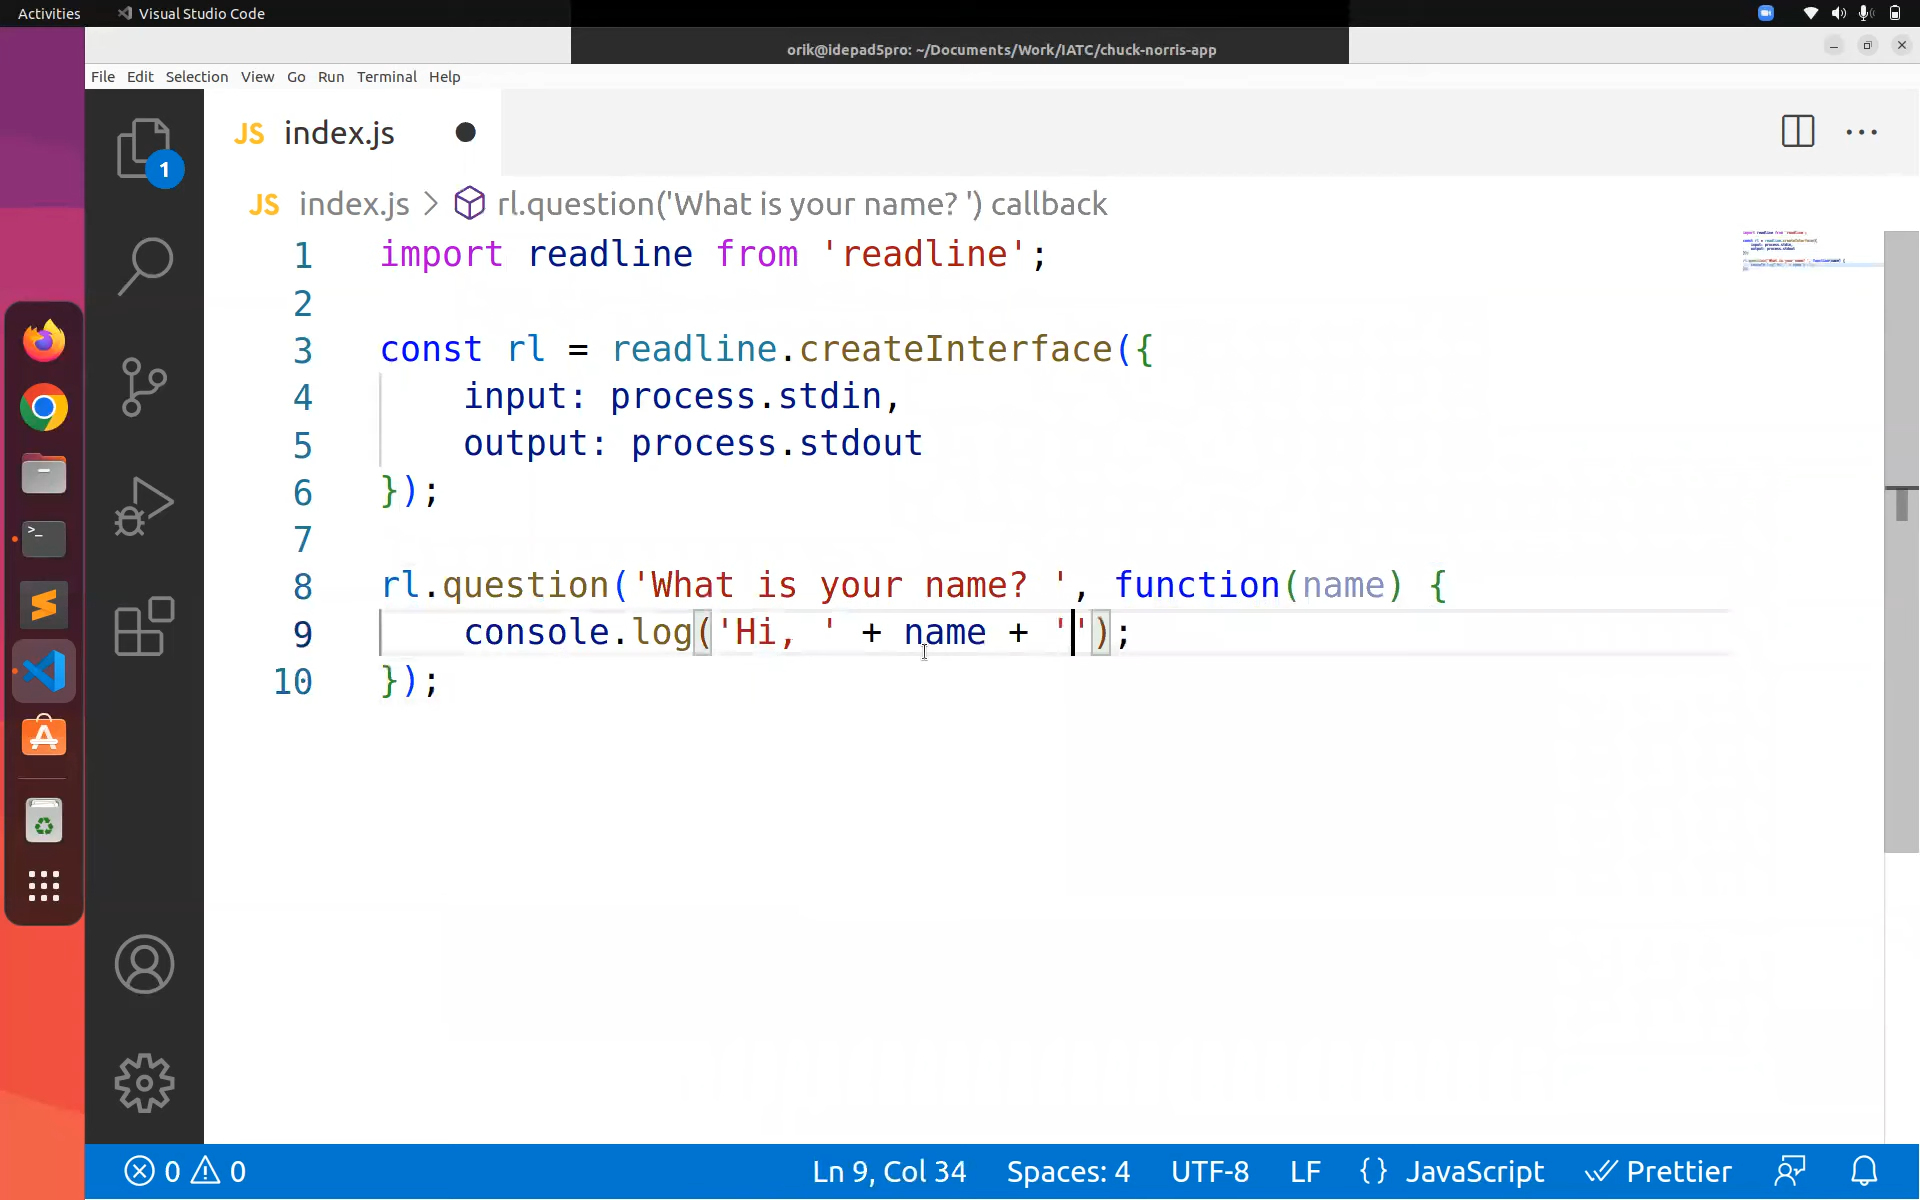 Activities Visual Studio Code
orik@idepad5pro: ~/Documents/Work/IATC/chuck-norris-app
File Edit Selection View Go Run Terminal Help
JS index.js
1
JS index.js > rl.question('What is your name? ') callback
1 import readline from 'readline';
2
3 const rl = readline.createInterface({
4 input: process.stdin,
5 output: process.stdout
6 });
7
8 rl.question('What is your name? ', function(name) {
9 console.log('Hi, ' + name + '');
10 });
0 0 Ln 9, Col 34 Spaces: 4 UTF-8 LF {} JavaScript Prettier